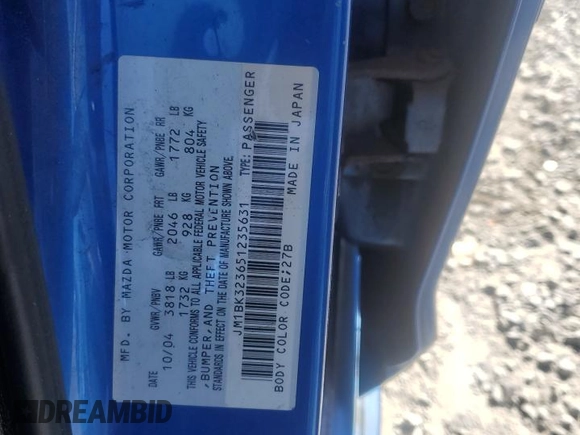 MFD. BY MAZDA MOTOR CORPORATION
DATE GVWR/PNBV GAWR/PNBE FRT GAWR/PNBE RR
10/04 3818 LB 2046 LB 1772 LB
1732 KG 928 KG 804 KG
THIS VEHICLE CONFORMS TO ALL APPLICABLE FEDERAL MOTOR VEHICLE SAFETY
,BUMPER,AND THEFT PREVENTION
STANDARDS IN EFFECT ON THE DATE OF MANUFACTURE SHOWN ABOVE.
JM1BK323651235631 TYPE: PASSENGER
BODY COLOR CODE;27B MADE IN JAPAN
DREAMBID